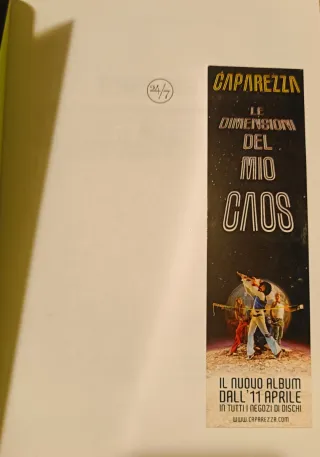 24/7
CAPAREZZA
LE
DIMENSIONI
DEL
MIO
CAOS
IL NUOVO ALBUM
DALL'11 APRILE
IN TUTTI I NEGOZI DI DISCHI
WWW.CAPAREZZA.COM